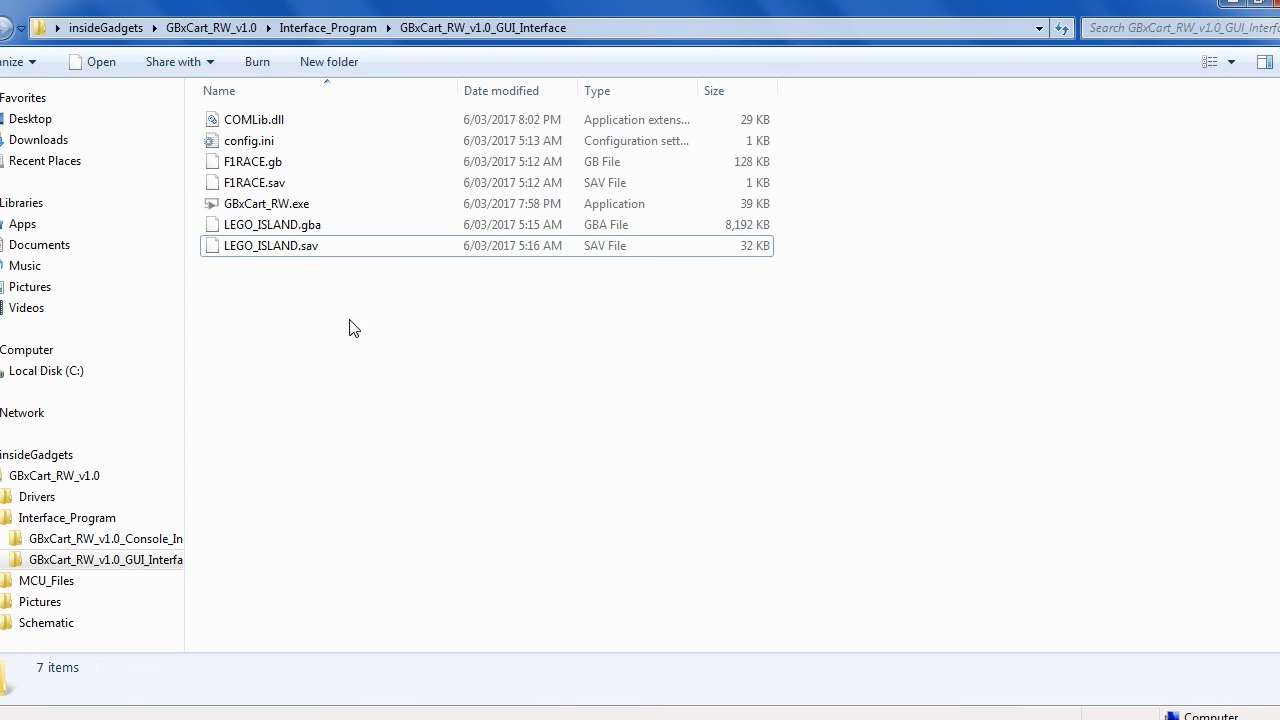 insideGadgets GBxCart_RW_v1.0 Interface_Program GBxCart_RW_v1.0_GUI_Interface Search GBxCart_RW_v1.0_GUI_Interfa
nize Open Share with Burn New folder
Name Date modified Type Size
COMLib.dll 6/03/2017 8:02 PM Application extens... 29 KB
config.ini 6/03/2017 5:13 AM Configuration sett... 1 KB
F1RACE.gb 6/03/2017 5:12 AM GB File 128 KB
F1RACE.sav 6/03/2017 5:12 AM SAV File 1 KB
GBxCart_RW.exe 6/03/2017 7:58 PM Application 39 KB
LEGO_ISLAND.gba 6/03/2017 5:15 AM GBA File 8,192 KB
LEGO_ISLAND.sav 6/03/2017 5:16 AM SAV File 32 KB
Favorites
Desktop
Downloads
Recent Places
Libraries
Apps
Documents
Music
Pictures
Videos
Computer
Local Disk (C:)
Network
insideGadgets
GBxCart_RW_v1.0
Drivers
Interface_Program
GBxCart_RW_v1.0_Console_In
GBxCart_RW_v1.0_GUI_Interfa
MCU_Files
Pictures
Schematic
7 items
Computer